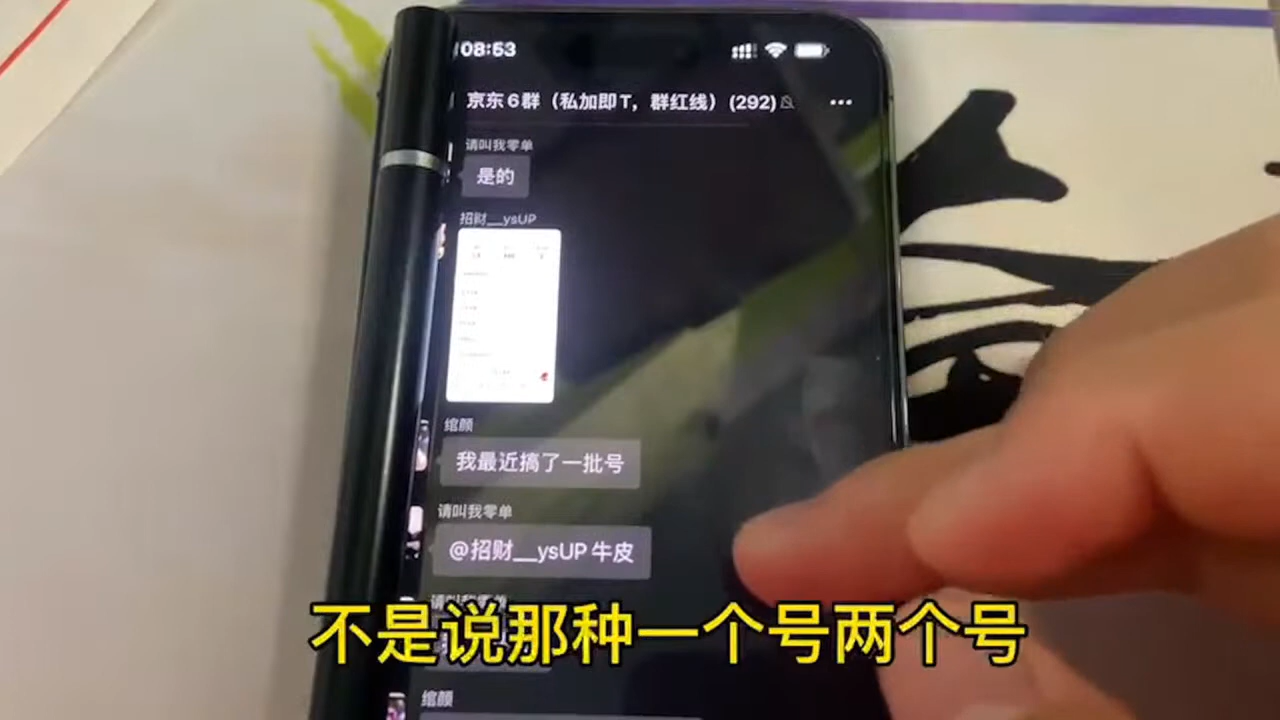 08:53
京东6群（私加即T，群红线）(292)
请叫我零单
是的
招财__ysUP
绾颜
我最近搞了一批号
请叫我零单
@招财__ysUP 牛皮
不是说那种一个号两个号
绾颜